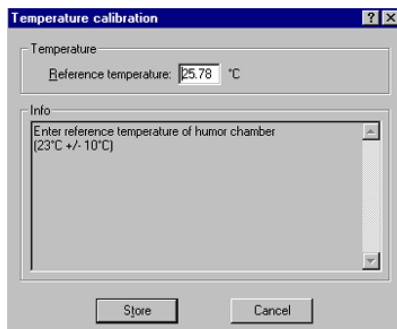 Temperature calibration
Temperature
Reference temperature: 25.78 °C
Info
Enter reference temperature of humor chamber
(23°C +/- 10°C)
Store Cancel